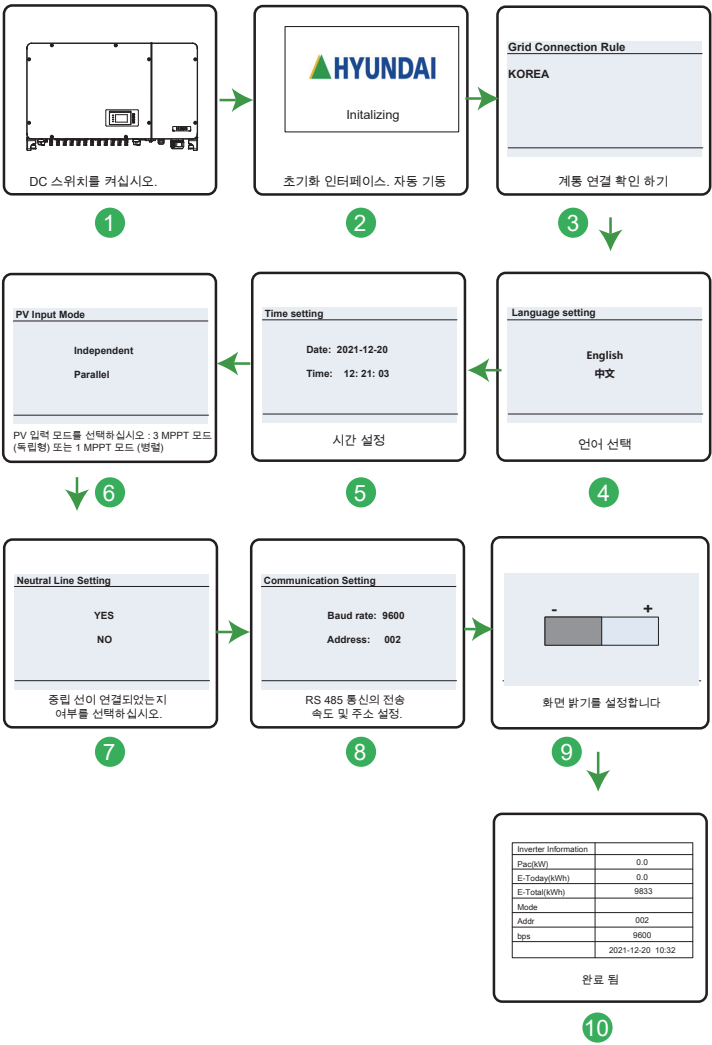 DC 스위치를 켜십시오.
1
HYUNDAI
Initalizing
초기화 인터페이스. 자동 기동
2
Grid Connection Rule
KOREA
계통 연결 확인 하기
3
Language setting
English
中文
언어 선택
4
Time setting
Date: 2021-12-20
Time: 12: 21: 03
시간 설정
5
PV Input Mode
Independent
Parallel
PV 입력 모드를 선택하십시오 : 3 MPPT 모드
(독립형) 또는 1 MPPT 모드 (병렬)
6
Neutral Line Setting
YES
NO
중립 선이 연결되었는지
여부를 선택하십시오.
7
Communication Setting
Baud rate: 9600
Address: 002
RS 485 통신의 전송
속도 및 주소 설정.
8
- +
화면 밝기를 설정합니다
9
Inverter Information
Pac(kW) 0.0
E-Today(kWh) 0.0
E-Total(kWh) 9833
Mode
Addr 002
bps 9600
2021-12-20 10:32
완료 됨
10